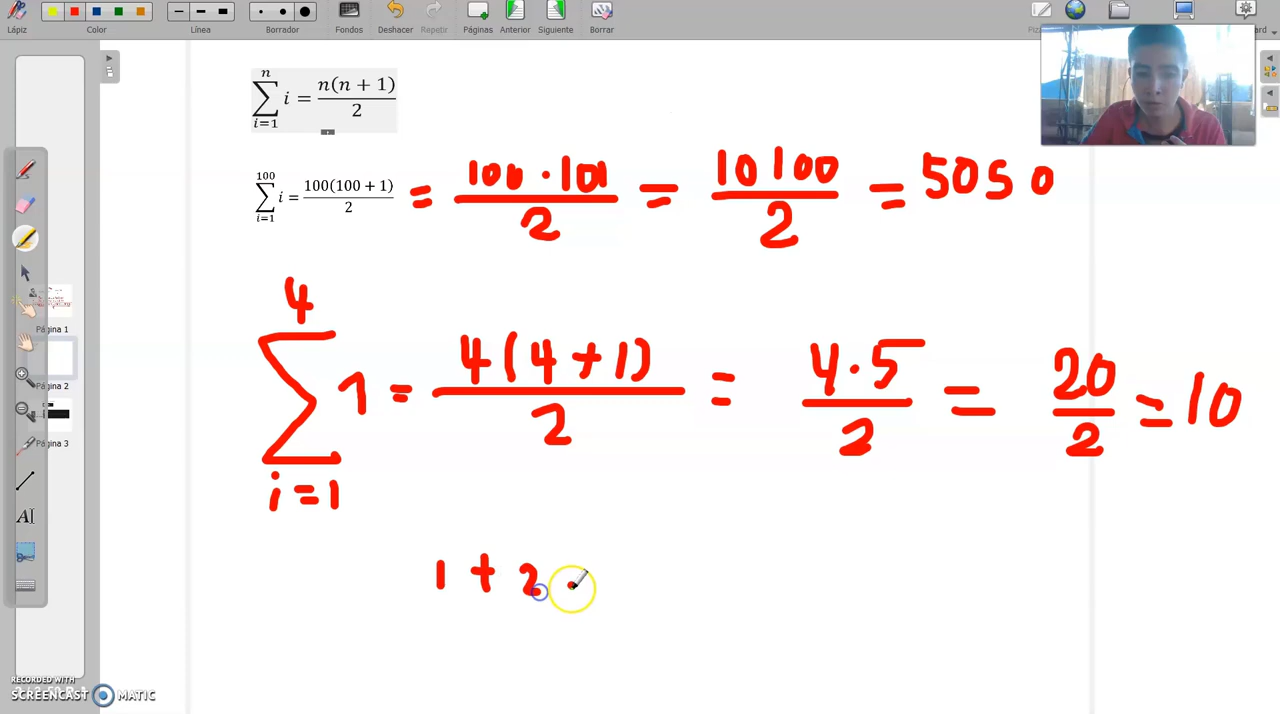 Lápiz Color Línea Borrador Fondos Deshacer Repetir Páginas Anterior Siguiente Borrar
n
∑ i = n(n + 1)/2
i=1
100
∑ i = 100(100 + 1)/2 = 100 · 101/2 = 10100/2 = 5050
i=1
4
∑ 1 = 4(4 + 1)/2 = 4 · 5/2 = 20/2 = 10
i = 1
1 + 2
Página 1
Página 2
Página 3
RECORDED WITH
SCREENCAST MATIC